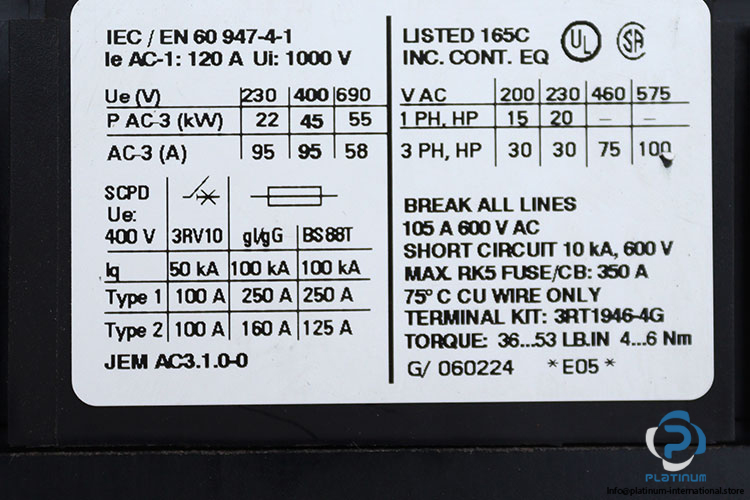 IEC / EN 60 947-4-1
Ie AC-1: 120 A Ui: 1000 V
Ue (V) 230 400 690
P AC-3 (kW) 22 45 55
AC-3 (A) 95 95 58
SCPD
Ue:
400 V 3RV10 gl/gG BS88T
Iq 50 kA 100 kA 100 kA
Type 1 100 A 250 A 250 A
Type 2 100 A 160 A 125 A
JEM AC3.1.0-0
LISTED 165C
INC. CONT. EQ
UL
SA
V AC 200 230 460 575
1 PH, HP 15 20 – –
3 PH, HP 30 30 75 100
BREAK ALL LINES
105 A 600 V AC
SHORT CIRCUIT 10 kA, 600 V
MAX. RK5 FUSE/CB: 350 A
75° C CU WIRE ONLY
TERMINAL KIT: 3RT1946-4G
TORQUE: 36...53 LB.IN 4...6 Nm
G/ 060224 *E05*
PLATINUM
info@platinum-international.store